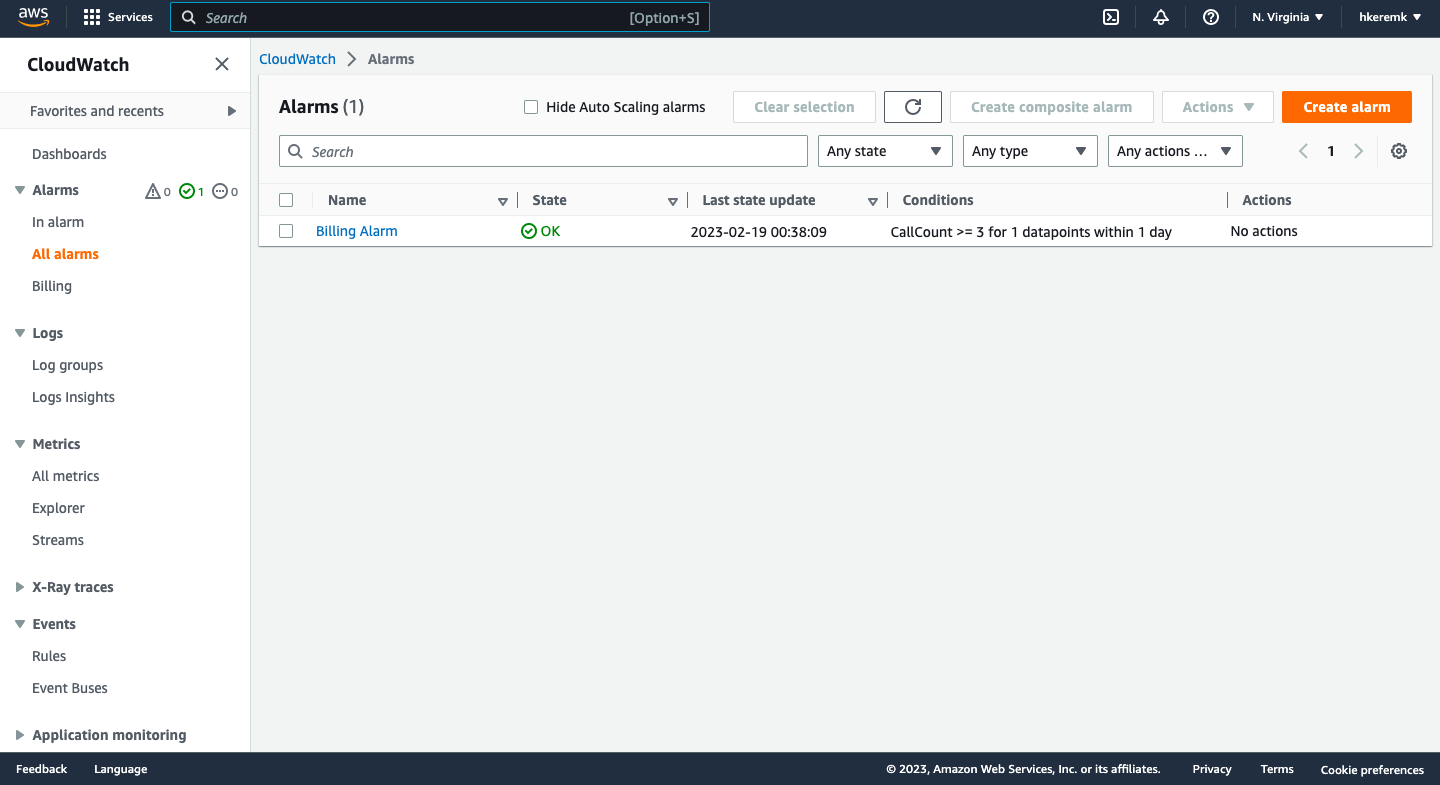 aws
Services
Search [Option+S]
N. Virginia
hkeremk
CloudWatch
Favorites and recents
Dashboards
Alarms 0 1 0
In alarm
All alarms
Billing
Logs
Log groups
Logs Insights
Metrics
All metrics
Explorer
Streams
X-Ray traces
Events
Rules
Event Buses
Application monitoring
CloudWatch Alarms
Alarms (1) Hide Auto Scaling alarms Clear selection Create composite alarm Actions Create alarm
Search Any state Any type Any actions ... 1
Name State Last state update Conditions Actions
Billing Alarm OK 2023-02-19 00:38:09 CallCount >= 3 for 1 datapoints within 1 day No actions
Feedback Language © 2023, Amazon Web Services, Inc. or its affiliates. Privacy Terms Cookie preferences